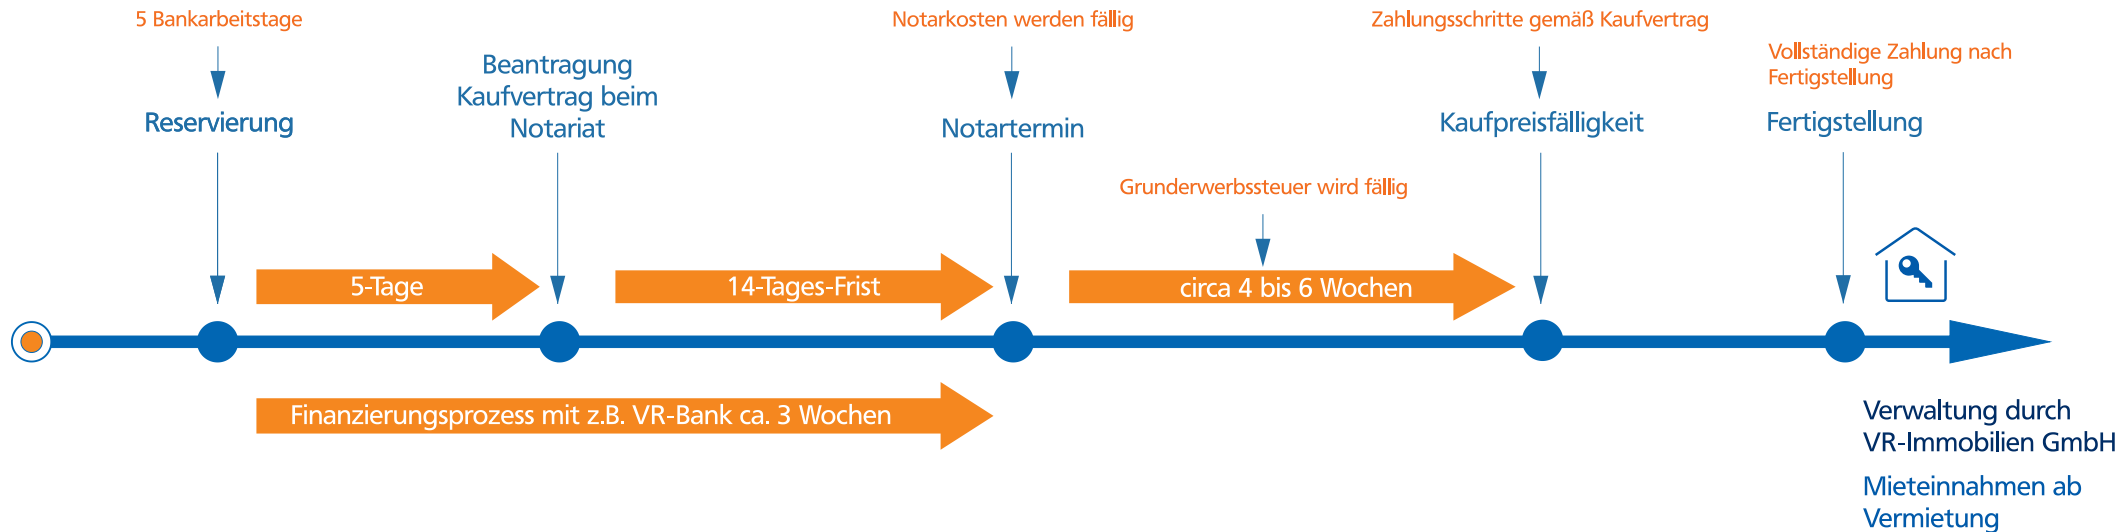 5 Bankarbeitstage
Reservierung
Beantragung
Kaufvertrag beim
Notariat
Notarkosten werden fällig
Notartermin
Grunderwerbssteuer wird fällig
Zahlungsschritte gemäß Kaufvertrag
Kaufpreisfälligkeit
Vollständige Zahlung nach
Fertigstellung
Fertigstellung
5-Tage
14-Tages-Frist
circa 4 bis 6 Wochen
Finanzierungsprozess mit z.B. VR-Bank ca. 3 Wochen
Verwaltung durch
VR-Immobilien GmbH
Mieteinnahmen ab
Vermietung